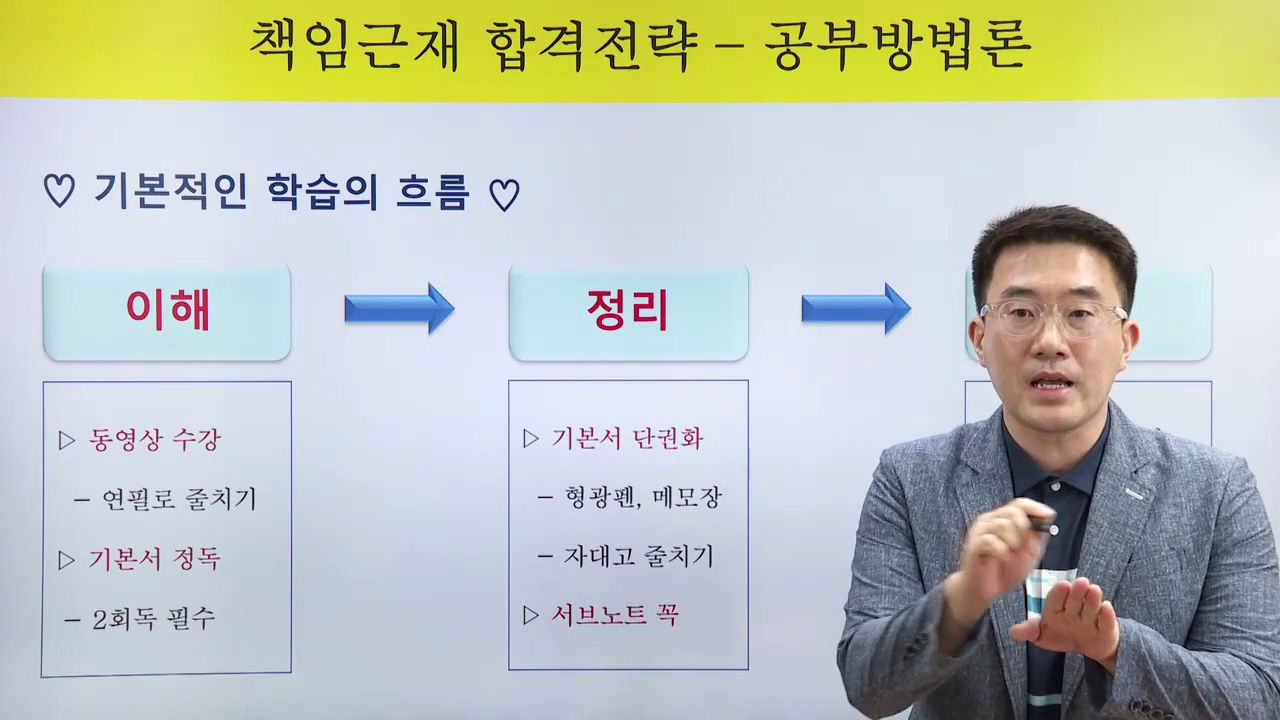 책임근재 합격전략 – 공부방법론
♡ 기본적인 학습의 흐름 ♡
이해
정리
▷ 동영상 수강
– 연필로 줄치기
▷ 기본서 정독
– 2회독 필수
▷ 기본서 단권화
– 형광펜, 메모장
– 자대고 줄치기
▷ 서브노트 꼭